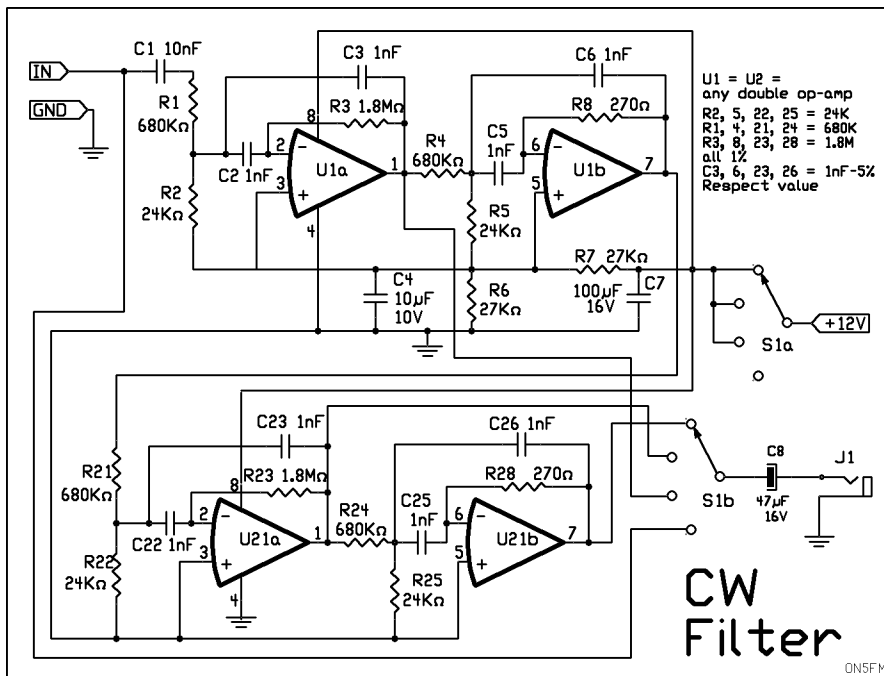 IN
GND
C1 10nF
R1
680KΩ
R2
24KΩ
C2 1nF
C3 1nF
R3 1.8MΩ
8
2
3
4
1
-
+
U1a
R4
680KΩ
C5
1nF
R5
24KΩ
C6 1nF
R8 270Ω
6
5
7
-
+
U1b
C4
10µF
10V
R6
27KΩ
R7 27KΩ
100µF
16V
C7
U1 = U2 =
any double op-amp
R2, 5, 22, 25 = 24K
R1, 4, 21, 24 = 680K
R3, 8, 23, 28 = 1.8M
all 1%
C3, 6, 23, 26 = 1nF-5%
Respect value
S1a
+12V
R21
680KΩ
R22
24KΩ
C22 1nF
C23 1nF
R23 1.8MΩ
8
2
3
4
1
-
+
U21a
R24
680KΩ
C25
1nF
R25
24KΩ
C26 1nF
R28 270Ω
6
5
7
-
+
U21b
S1b
C8
47µF
16V
J1
CW
Filter
ON5FM